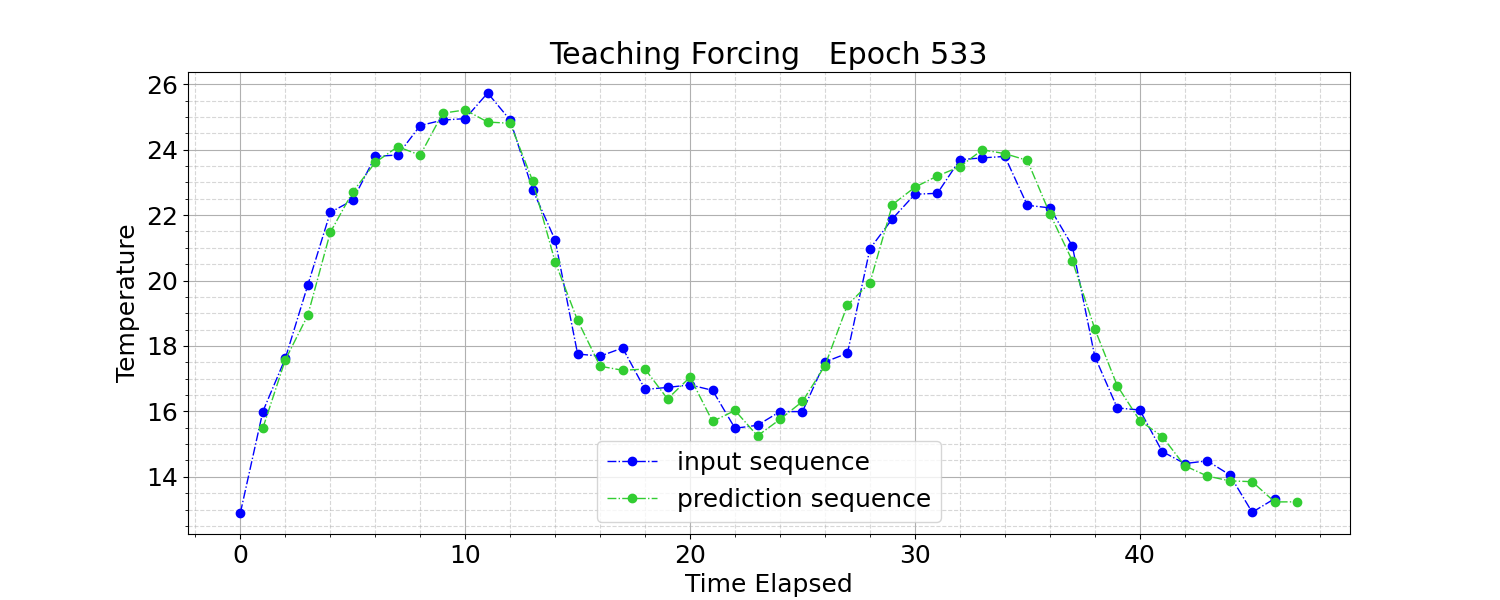 Teaching Forcing   Epoch 533
26
24
22
20
18
16
14
Temperature
input sequence
prediction sequence
0 10 20 30 40
Time Elapsed